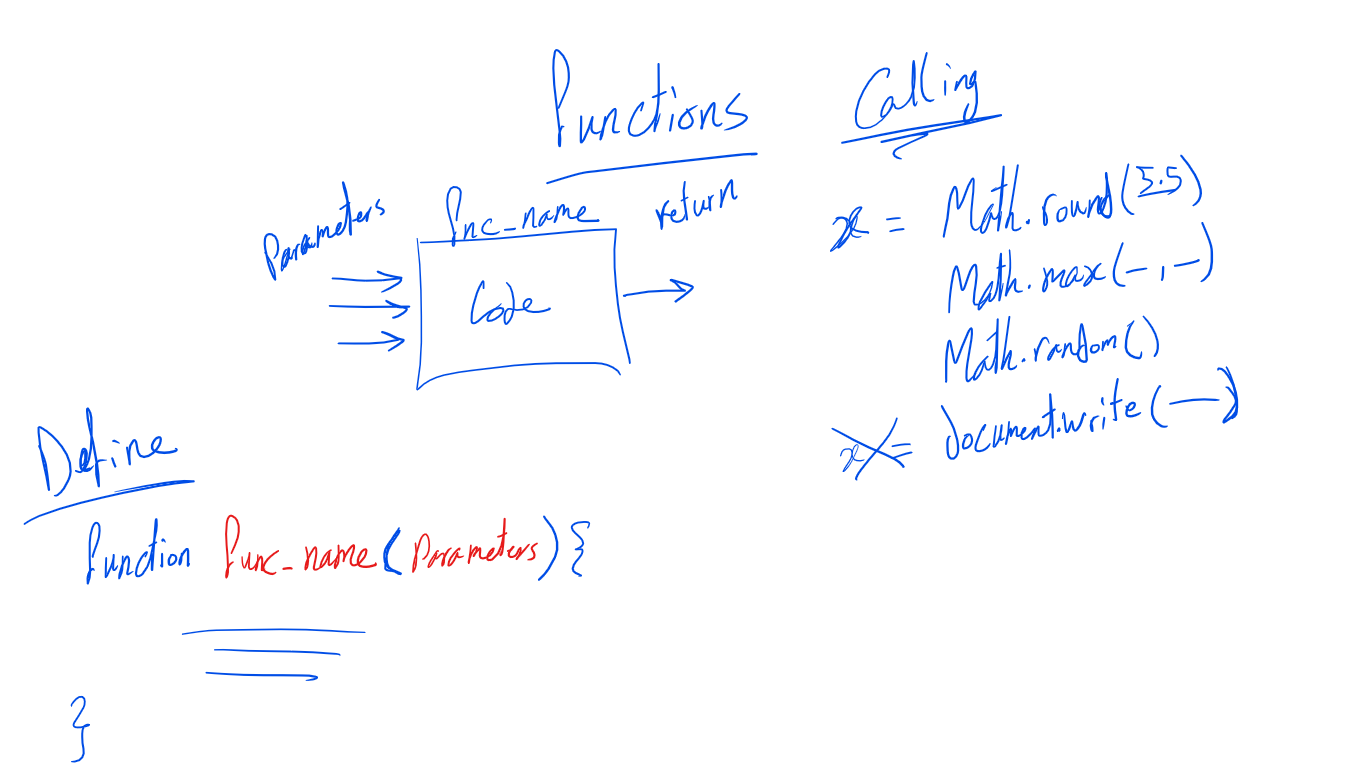 Functions
Calling
Parameters
func_name
return
Code
x = Math.round(5.5)
Math.max(—,—)
Math.random()
x = document.write(—)
Define
function func_name(Parameters){
}